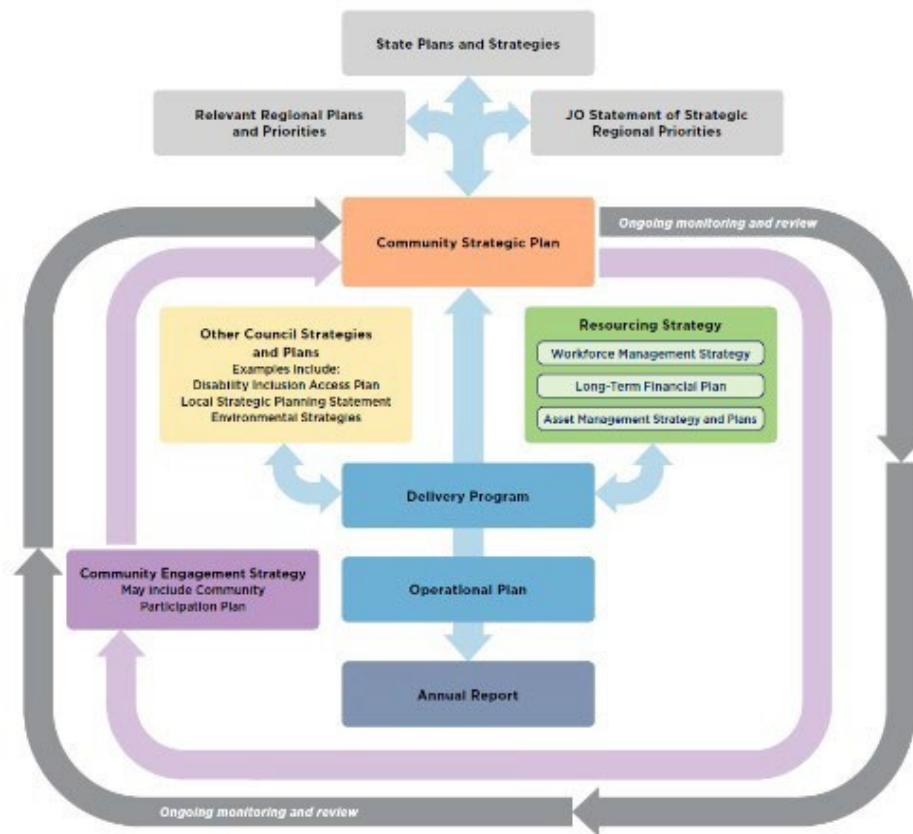 State Plans and Strategies
Relevant Regional Plans
and Priorities
JO Statement of Strategic
Regional Priorities
Community Strategic Plan
Ongoing monitoring and review
Other Council Strategies
and Plans
Examples Include:
Disability Inclusion Access Plan
Local Strategic Planning Statement
Environmental Strategies
Resourcing Strategy
Workforce Management Strategy
Long-Term Financial Plan
Asset Management Strategy and Plans
Delivery Program
Community Engagement Strategy
May include Community
Participation Plan
Operational Plan
Annual Report
Ongoing monitoring and review